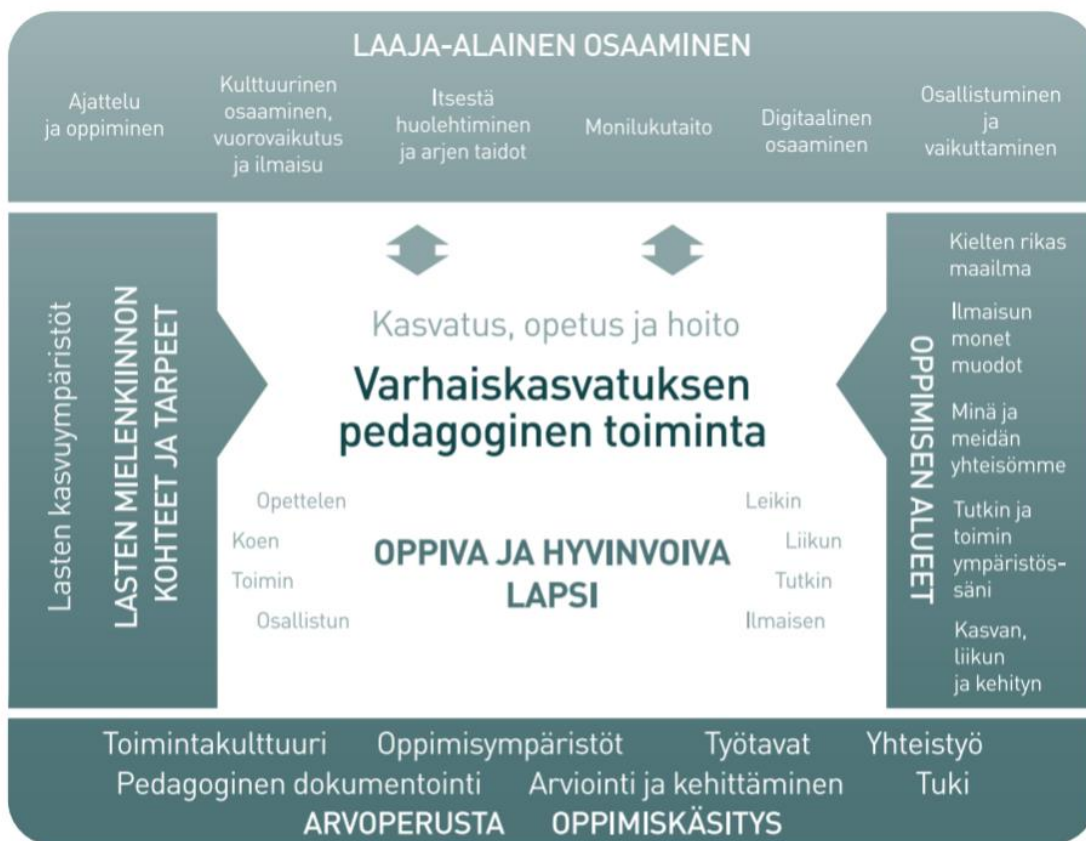 LAAJA-ALAINEN OSAAMINEN
Ajattelu
ja oppiminen
Kulttuurinen
osaaminen,
vuorovaikutus
ja ilmaisu
Itsestä
huolehtiminen
ja arjen taidot
Monilukutaito
Digitaalinen
osaaminen
Osallistuminen
ja
vaikuttaminen
Lasten kasvuympäristöt
LASTEN MIELENKIINNON
KOHTEET JA TARPEET
Kasvatus, opetus ja hoito
Varhaiskasvatuksen
pedagoginen toiminta
Opettelen
Koen
Toimin
Osallistun
OPPIVA JA HYVINVOIVA
LAPSI
Leikin
Liikun
Tutkin
Ilmaisen
OPPIMISEN ALUEET
Kielten rikas
maailma
Ilmaisun
monet
muodot
Minä ja
meidän
yhteisömme
Tutkin ja
toimin
ympäristös-
säni
Kasvan,
liikun
ja kehityn
Toimintakulttuuri Oppimisympäristöt Työtavat Yhteistyö
Pedagoginen dokumentointi Arviointi ja kehittäminen Tuki
ARVOPERUSTA OPPIMISKÄSITYS